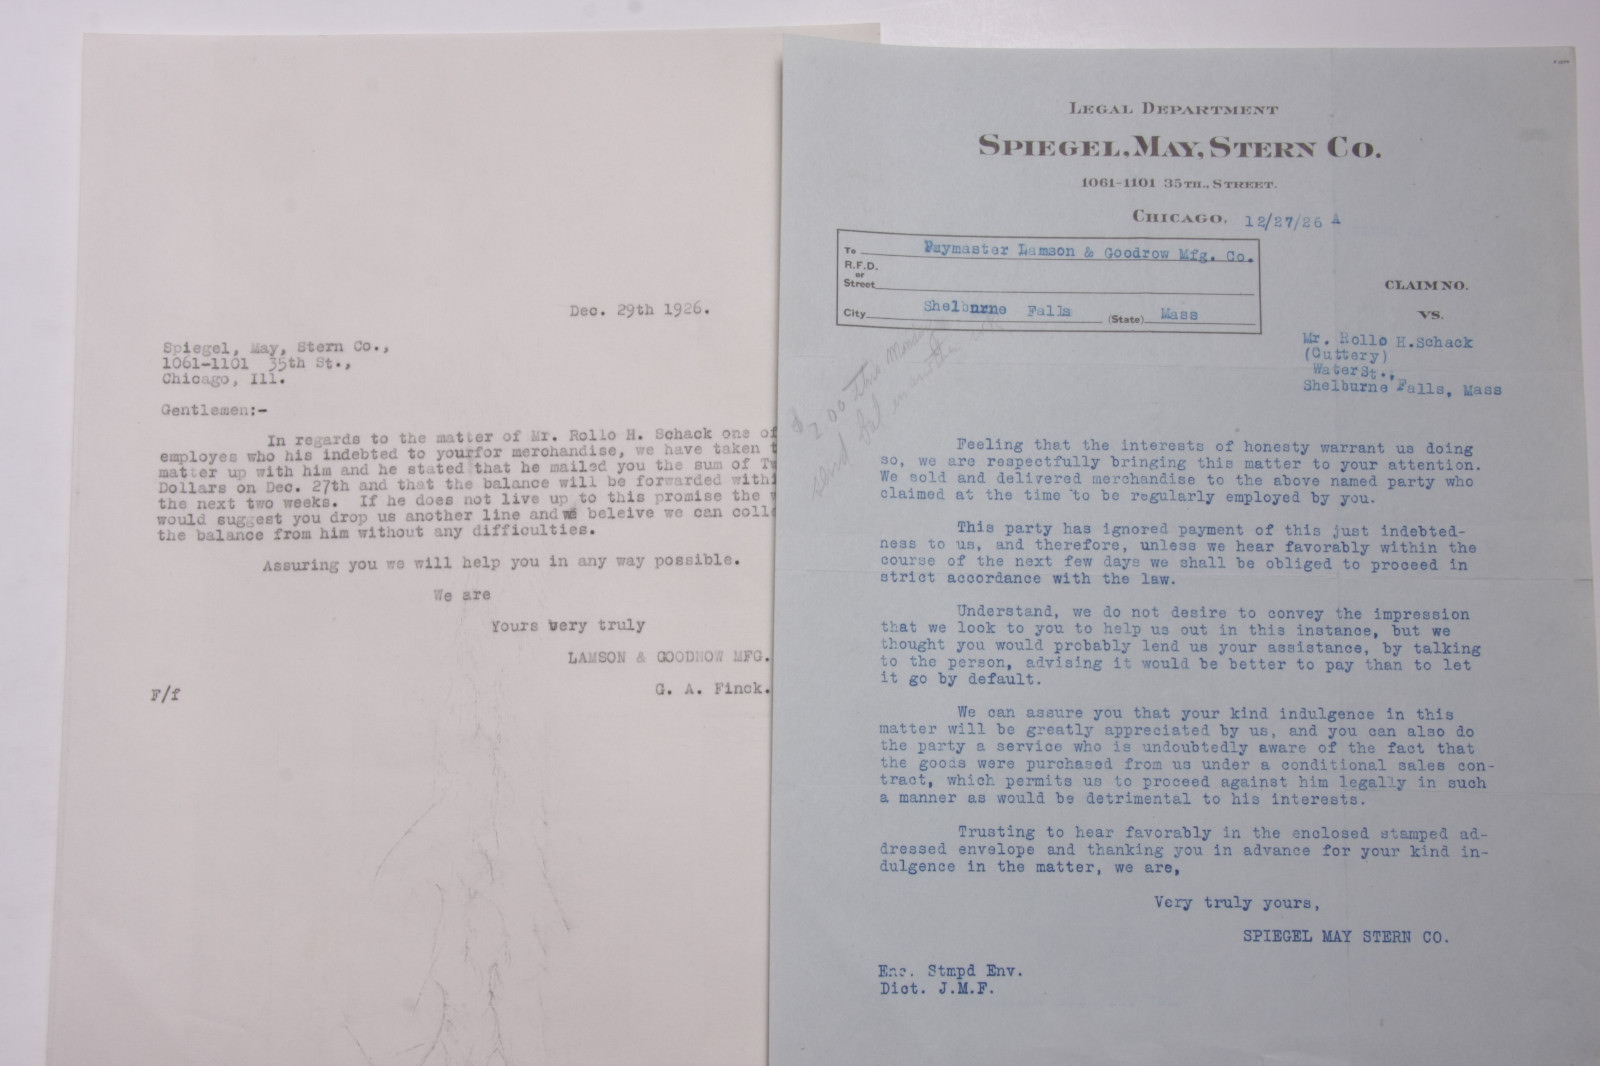 Dec. 29th 1926.
Spiegel, May, Stern Co.,
1061-1101 35th St.,
Chicago, Ill.
Gentlemen:-
In regards to the matter of Mr. Rollo H. Schack one of
employes who his indebted to yourfor merchandise, we have taken
matter up with him and he stated that he mailed you the sum of
Dollars on Dec. 27th and that the balance will be forwarded
the next two weeks. If he does not live up to this promise the
would suggest you drop us another line and we beleive we can
the balance from him without any difficulties.
Assuring you we will help you in any way possible.
We are
Yours very truly
LAMSON & GOODNOW MFG.
G. A. Finck.
F/f
LEGAL DEPARTMENT
SPIEGEL, MAY, STERN CO.
1061-1101 35TH., STREET.
CHICAGO, 12/27/26 A
To Paymaster Lamson & Goodrow Mfg. Co.
R.F.D.
or
Street
City Shelburne Falls (State) Mass
CLAIM NO.
VS.
Mr. Rollo H.Schack
(Cuttery)
Water St.,
Shelburne Falls, Mass
$2.00 this Monday
send bal in another week
Feeling that the interests of honesty warrant us doing
so, we are respectfully bringing this matter to your attention.
We sold and delivered merchandise to the above named party who
claimed at the time to be regularly employed by you.
This party has ignored payment of this just indebted-
ness to us, and therefore, unless we hear favorably within the
course of the next few days we shall be obliged to proceed in
strict accordance with the law.
Understand, we do not desire to convey the impression
that we look to you to help us out in this instance, but we
thought you would probably lend us your assistance, by talking
to the person, advising it would be better to pay than to let
it go by default.
We can assure you that your kind indulgence in this
matter will be greatly appreciated by us, and you can also do
the party a service who is undoubtedly aware of the fact that
the goods were purchased from us under a conditional sales con-
tract, which permits us to proceed against him legally in such
a manner as would be detrimental to his interests.
Trusting to hear favorably in the enclosed stamped ad-
dressed envelope and thanking you in advance for your kind in-
dulgence in the matter, we are,
Very truly yours,
SPIEGEL MAY STERN CO.
Enc. Stmpd Env.
Dict. J.M.F.